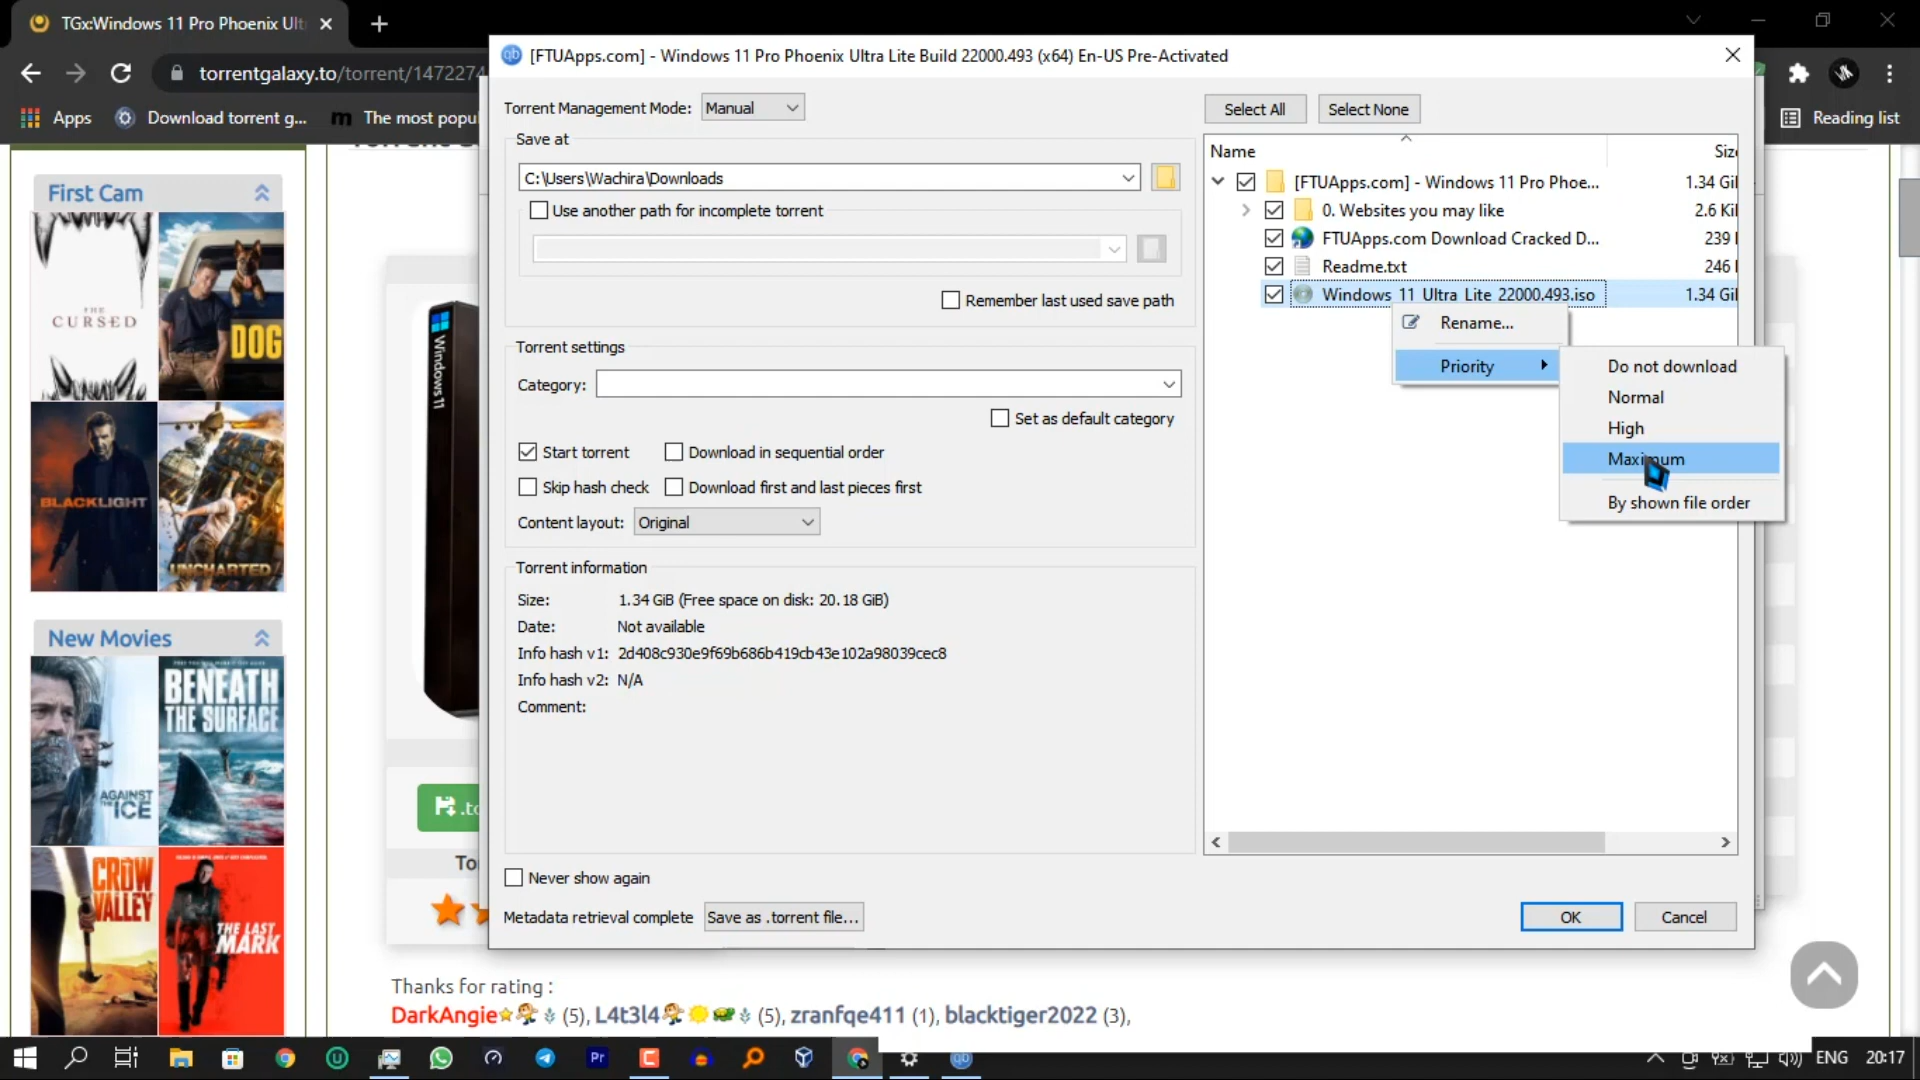 TGx:Windows 11 Pro Phoenix Ult
torrentgalaxy.to/torrent/1472274
Apps
Download torrent g...
The most popu
Reading list
[FTUApps.com] - Windows 11 Pro Phoenix Ultra Lite Build 22000.493 (x64) En-US Pre-Activated
Torrent Management Mode:
Manual
Save at
C:\Users\Wachira\Downloads
Use another path for incomplete torrent
Remember last used save path
Torrent settings
Category:
Set as default category
Start torrent
Download in sequential order
Skip hash check
Download first and last pieces first
Content layout:
Original
Torrent information
Size: 1.34 GiB (Free space on disk: 20.18 GiB)
Date: Not available
Info hash v1: 2d408c930e9f69b686b419cb43e102a98039cec8
Info hash v2: N/A
Comment:
Never show again
Metadata retrieval complete
Save as .torrent file...
Select All
Select None
Name
Siz
[FTUApps.com] - Windows 11 Pro Phoe...
1.34 Gi
0. Websites you may like
2.6 Ki
FTUApps.com Download Cracked D...
239
Readme.txt
246
Windows 11 Ultra Lite 22000.493.iso
1.34 Gi
Rename...
Priority
Do not download
Normal
High
Maximum
By shown file order
OK
Cancel
First Cam
THE
CURSED
DOG
BLACKLIGHT
UNCHARTED
New Movies
AGAINST
THE ICE
BENEATH
THE SURFACE
CROW
VALLEY
THE LAST
MARK
Windows 11
.to
To
Thanks for rating :
DarkAngie (5), L4t3l4 (5), zranfqe411 (1), blacktiger2022 (3),
ENG
20:17